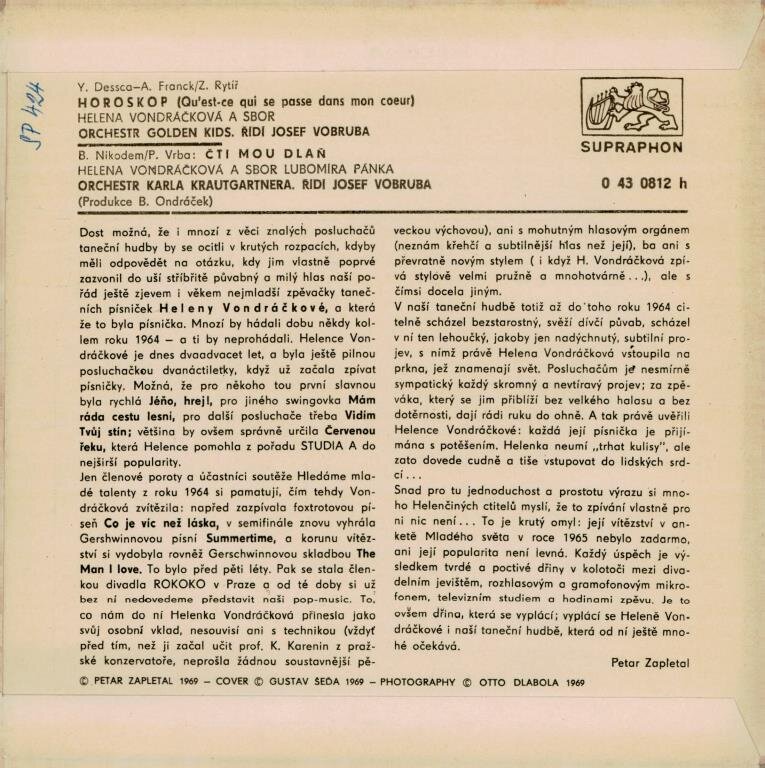 SP 424
Y. Dessca—A. Franck/Z. Rytíř
HOROSKOP (Qu'est-ce qui se passe dans mon coeur)
HELENA VONDRÁČKOVÁ A SBOR
ORCHESTR GOLDEN KIDS. ŘÍDÍ JOSEF VOBRUBA
B. Nikodem/P. Vrba: ČTI MOU DLAŇ
HELENA VONDRÁČKOVÁ A SBOR LUBOMÍRA PÁNKA
ORCHESTR KARLA KRAUTGARTNERA. ŘÍDÍ JOSEF VOBRUBA
(Produkce B. Ondráček)
SUPRAPHON
0 43 0812 h
Dost možná, že i mnozí z věci znalých posluchačů
taneční hudby by se ocitli v krutých rozpacích, kdyby
měli odpovědět na otázku, kdy jim vlastně poprvé
zazvonil do uší stříbřitě půvabný a milý hlas naší po-
řád ještě zjevem i věkem nejmladší zpěvačky taneč-
ních písniček Heleny Vondráčkové, a která
že to byla písnička. Mnozí by hádali dobu někdy kol-
lem roku 1964 – a ti by neprohádali. Helence Von-
dráčkové je dnes dvaadvacet let, a byla ještě pilnou
posluchačkou dvanáctiletky, když už začala zpívat
písničky. Možná, že pro někoho tou první slavnou
byla rychlá Jéňo, hrej!, pro jiného swingovka Mám
ráda cestu lesní, pro další posluchače třeba Vidím
Tvůj stín; většina by ovšem správně určila Červenou
řeku, která Helence pomohla z pořadu STUDIA A do
nejširší popularity.
Jen členové poroty a účastníci soutěže Hledáme mla-
dé talenty z roku 1964 si pamatují, čím tehdy Von-
dráčková zvítězila: napřed zazpívala foxtrotovou pí-
seň Co je víc než láska, v semifinále znovu vyhrála
Gershwinnovou písní Summertime, a korunu vítěz-
ství si vydobyla rovněž Gerschwinnovou skladbou The
Man I love. To bylo před pěti léty. Pak se stala člen-
kou divadla ROKOKO v Praze a od té doby si už
bez ní nedovedeme představit naši pop-music. To,
co nám do ní Helenka Vondráčková přinesla jako
svůj osobní vklad, nesouvisí ani s technikou (vždyť
před tím, než ji začal učit prof. K. Karenin z praž-
ské konzervatoře, neprošla žádnou soustavnější pě-
veckou výchovou), ani s mohutným hlasovým orgánem
(neznám křehčí a subtilnější hlas než její), ba ani s
převratně novým stylem ( i když H. Vondráčková zpí-
vá stylově velmi pružně a mnohotvárně...), ale s
čímsi docela jiným.
V naší taneční hudbě totiž až do toho roku 1964 ci-
telně scházel bezstarostný, svěží dívčí půvab, scházel
v ní ten lehoučký, jakoby jen nadýchnutý, subtilní pro-
jev, s nímž právě Helena Vondráčková vstoupila na
prkna, jež znamenají svět. Posluchačům je nesmírně
sympatický každý skromný a nevtíravý projev; za zpě-
váka, který se jim přiblíží bez velkého halasu a bez
dotěrnosti, dají rádi ruku do ohně. A tak právě uvěřili
Helence Vondráčkové: každá její písnička je přijí-
mána s potěšením. Helenka neumí „trhat kulisy", ale
zato dovede cudně a tiše vstupovat do lidských srd-
cí...
Snad pro tu jednoduchost a prostotu výrazu si mno-
ho Helenčiných ctitelů myslí, že to zpívání vlastně pro
ni nic není... To je krutý omyl: její vítězství v an-
ketě Mladého světa v roce 1965 nebylo zadarmo,
ani její popularita není levná. Každý úspěch je vý-
sledkem tvrdé a poctivé dřiny v kolotoči mezi diva-
delním jevištěm, rozhlasovým a gramofonovým mikro-
fonem, televizním studiem a hodinami zpěvu. Je to
ovšem dřina, která se vyplácí; vyplácí se Heleně Von-
dráčkové i naší taneční hudbě, která od ní ještě mno-
hé očekává.
Petar Zapletal
© PETAR ZAPLETAL 1969 – COVER © GUSTAV ŠEDA 1969 – PHOTOGRAPHY © OTTO DLABOLA 1969